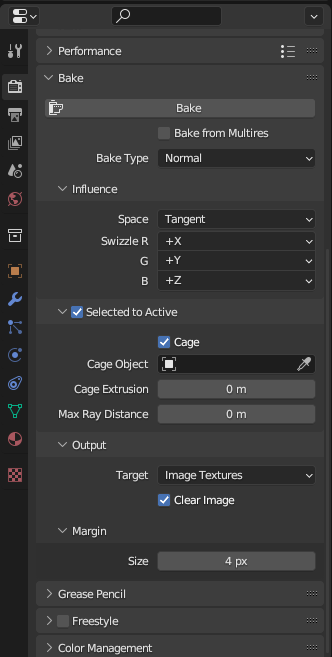 Performance
Bake
Bake
Bake from Multires
Bake Type Normal
Influence
Space Tangent
Swizzle R +X
G +Y
B +Z
Selected to Active
Cage
Cage Object
Cage Extrusion 0 m
Max Ray Distance 0 m
Output
Target Image Textures
Clear Image
Margin
Size 4 px
Grease Pencil
Freestyle
Color Management